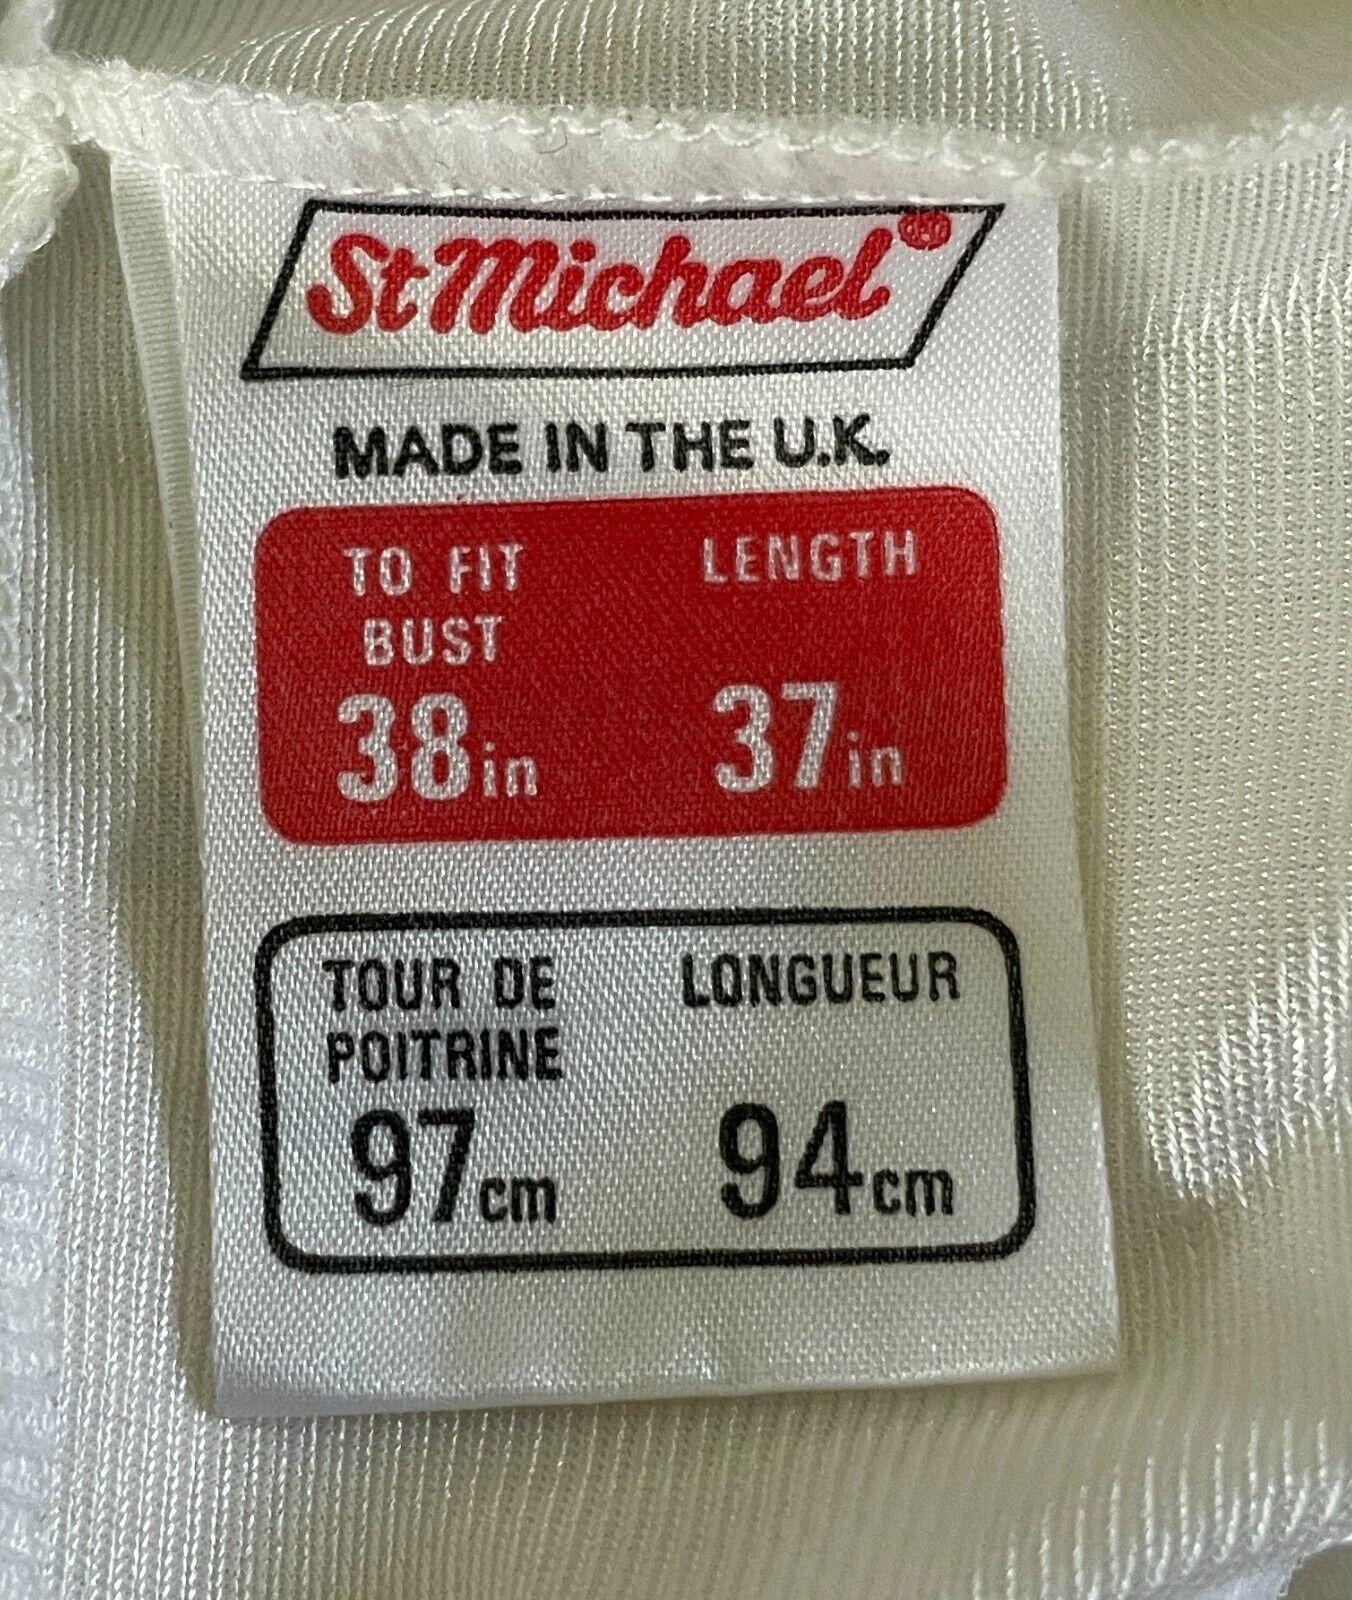 St Michael®
MADE IN THE U.K.
TO FIT BUST LENGTH
38in 37in
TOUR DE POITRINE LONGUEUR
97cm 94cm